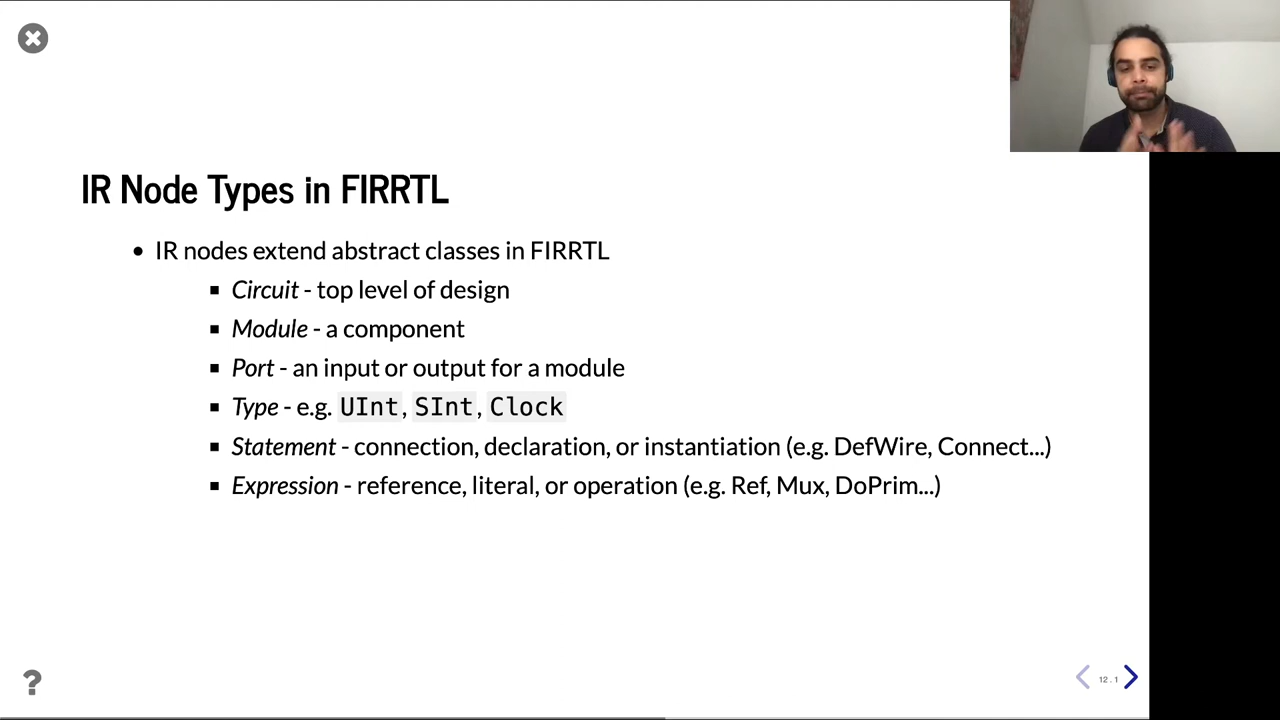 IR Node Types in FIRRTL
• IR nodes extend abstract classes in FIRRTL
▪ Circuit - top level of design
▪ Module - a component
▪ Port - an input or output for a module
▪ Type - e.g. UInt, SInt, Clock
▪ Statement - connection, declaration, or instantiation (e.g. DefWire, Connect...)
▪ Expression - reference, literal, or operation (e.g. Ref, Mux, DoPrim...)
?
12.1